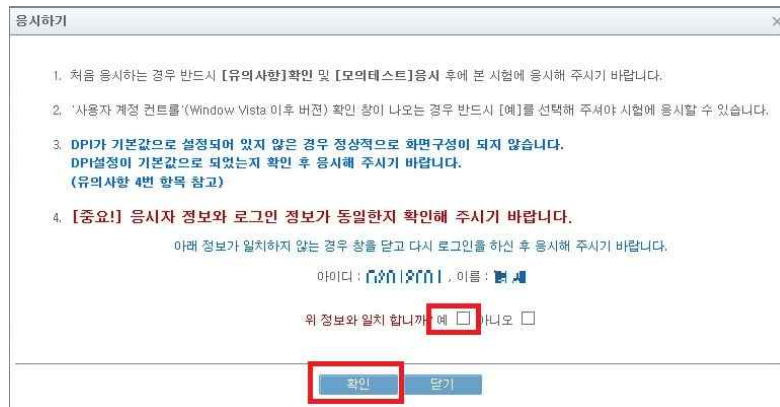 응시하기
1. 처음 응시하는 경우 반드시 [유의사항]확인 및 [모의테스트]응시 후에 본 시험에 응시해 주시기 바랍니다.
2. '사용자 계정 컨트롤'(Window Vista 이후 버젼) 확인 창이 나오는 경우 반드시 [예]를 선택해 주셔야 시험에 응시할 수 있습니다.
3. DPI가 기본값으로 설정되어 있지 않은 경우 정상적으로 화면구성이 되지 않습니다.
DPI설정이 기본값으로 되었는지 확인 후 응시해 주시기 바랍니다.
(유의사항 4번 항목 참고)
4. [중요!] 응시자 정보와 로그인 정보가 동일한지 확인해 주시기 바랍니다.
아래 정보가 일치하지 않는 경우 창을 닫고 다시 로그인을 하신 후 응시해 주시기 바랍니다.
아이디 : , 이름 :
위 정보와 일치 합니까 예 아니오
확인 닫기